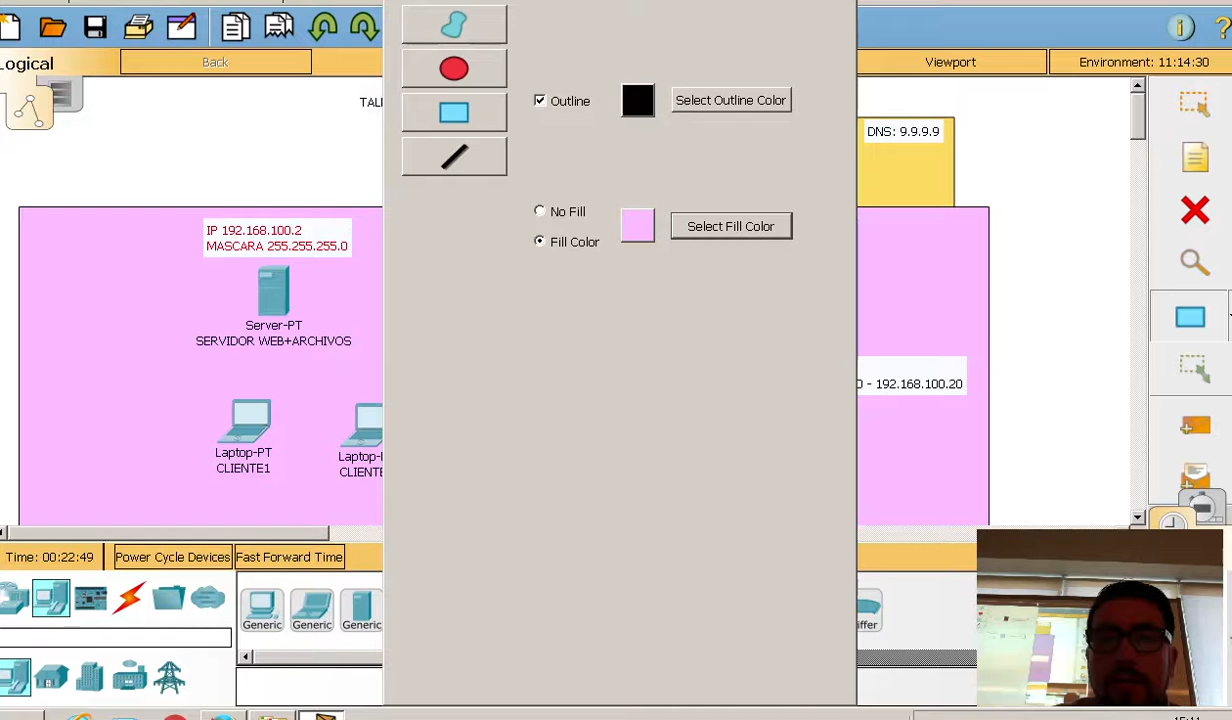 Logical
Back
Viewport
Environment: 11:14:30
Outline
Select Outline Color
DNS: 9.9.9.9
No Fill
Fill Color
Select Fill Color
IP 192.168.100.2
MASCARA 255.255.255.0
Server-PT
SERVIDOR WEB+ARCHIVOS
- 192.168.100.20
Laptop-PT
CLIENTE1
CLIENTE
Time: 00:22:49
Power Cycle Devices
Fast Forward Time
Generic
Generic
Generic